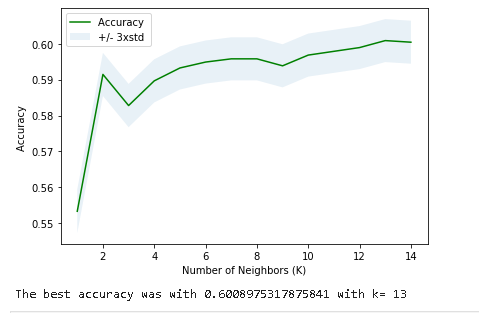 Accuracy
+/- 3xstd
0.60
0.59
0.58
0.57
0.56
0.55
Accuracy
2 4 6 8 10 12 14
Number of Neighbors (K)
The best accuracy was with 0.6008975317875841 with k= 13